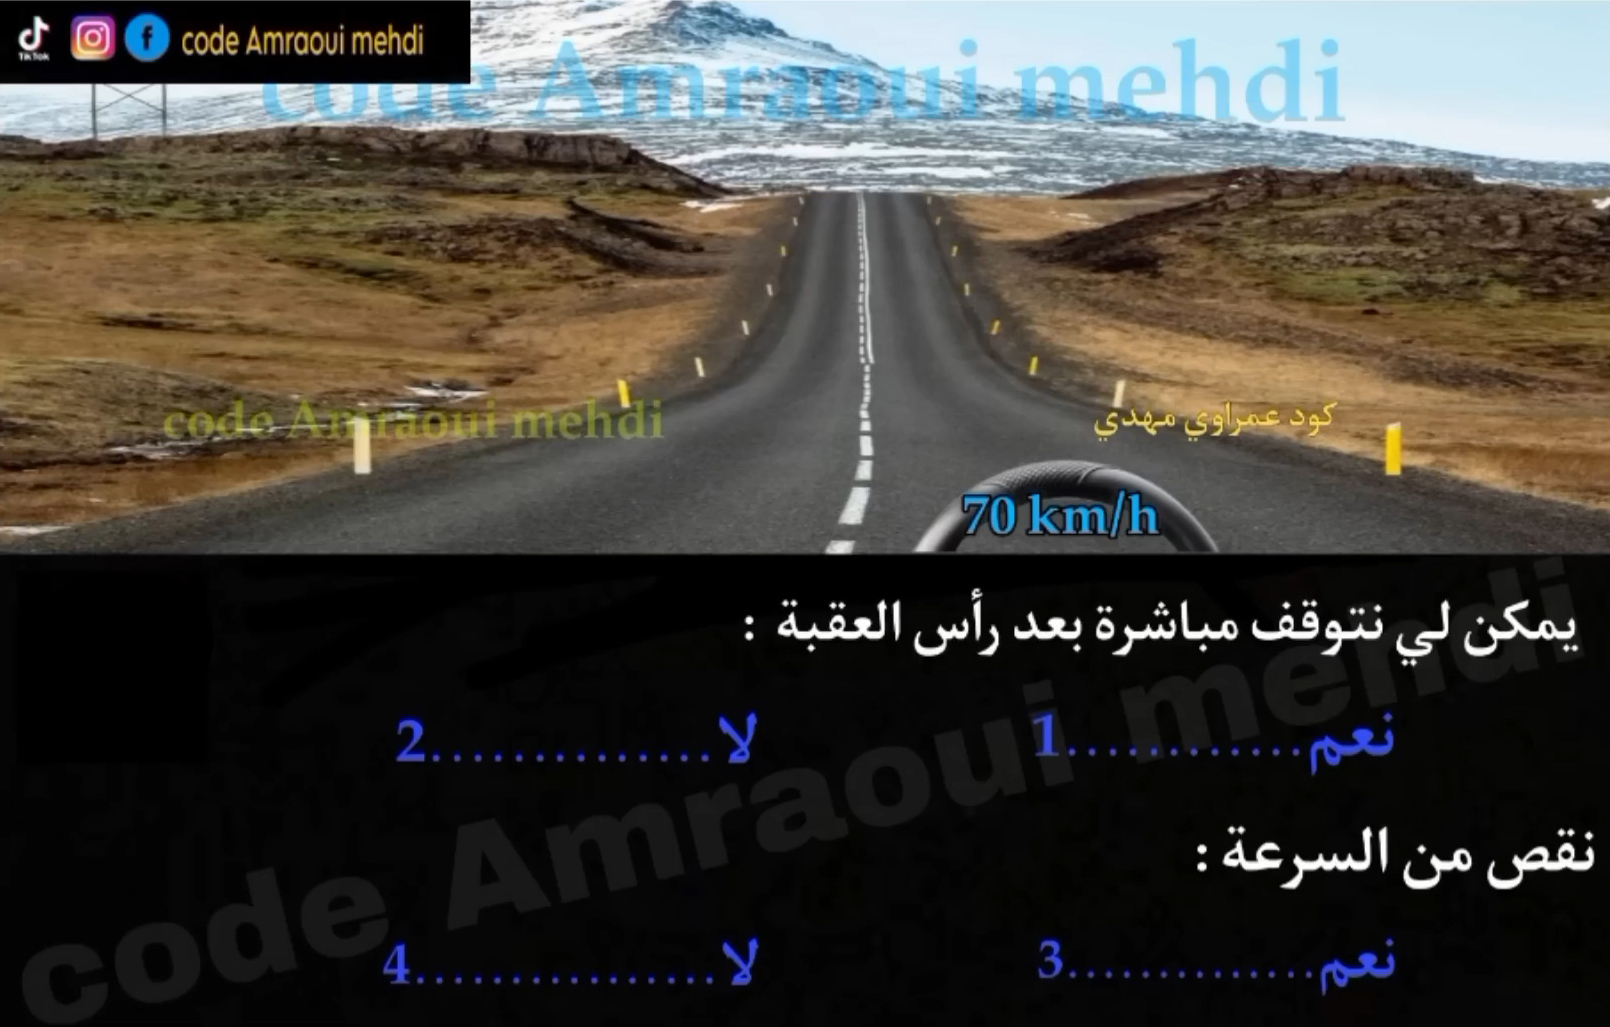 TikTok code Amraoui mehdi
code Amraoui mehdi
code Amraoui mehdi
كود عمراوي مهدي
70 km/h
يمكن لي نتوقف مباشرة بعد رأس العقبة :
نعم............1 لا..............2
نقص من السرعة :
نعم.............3 لا...............4
code Amraoui mehdi